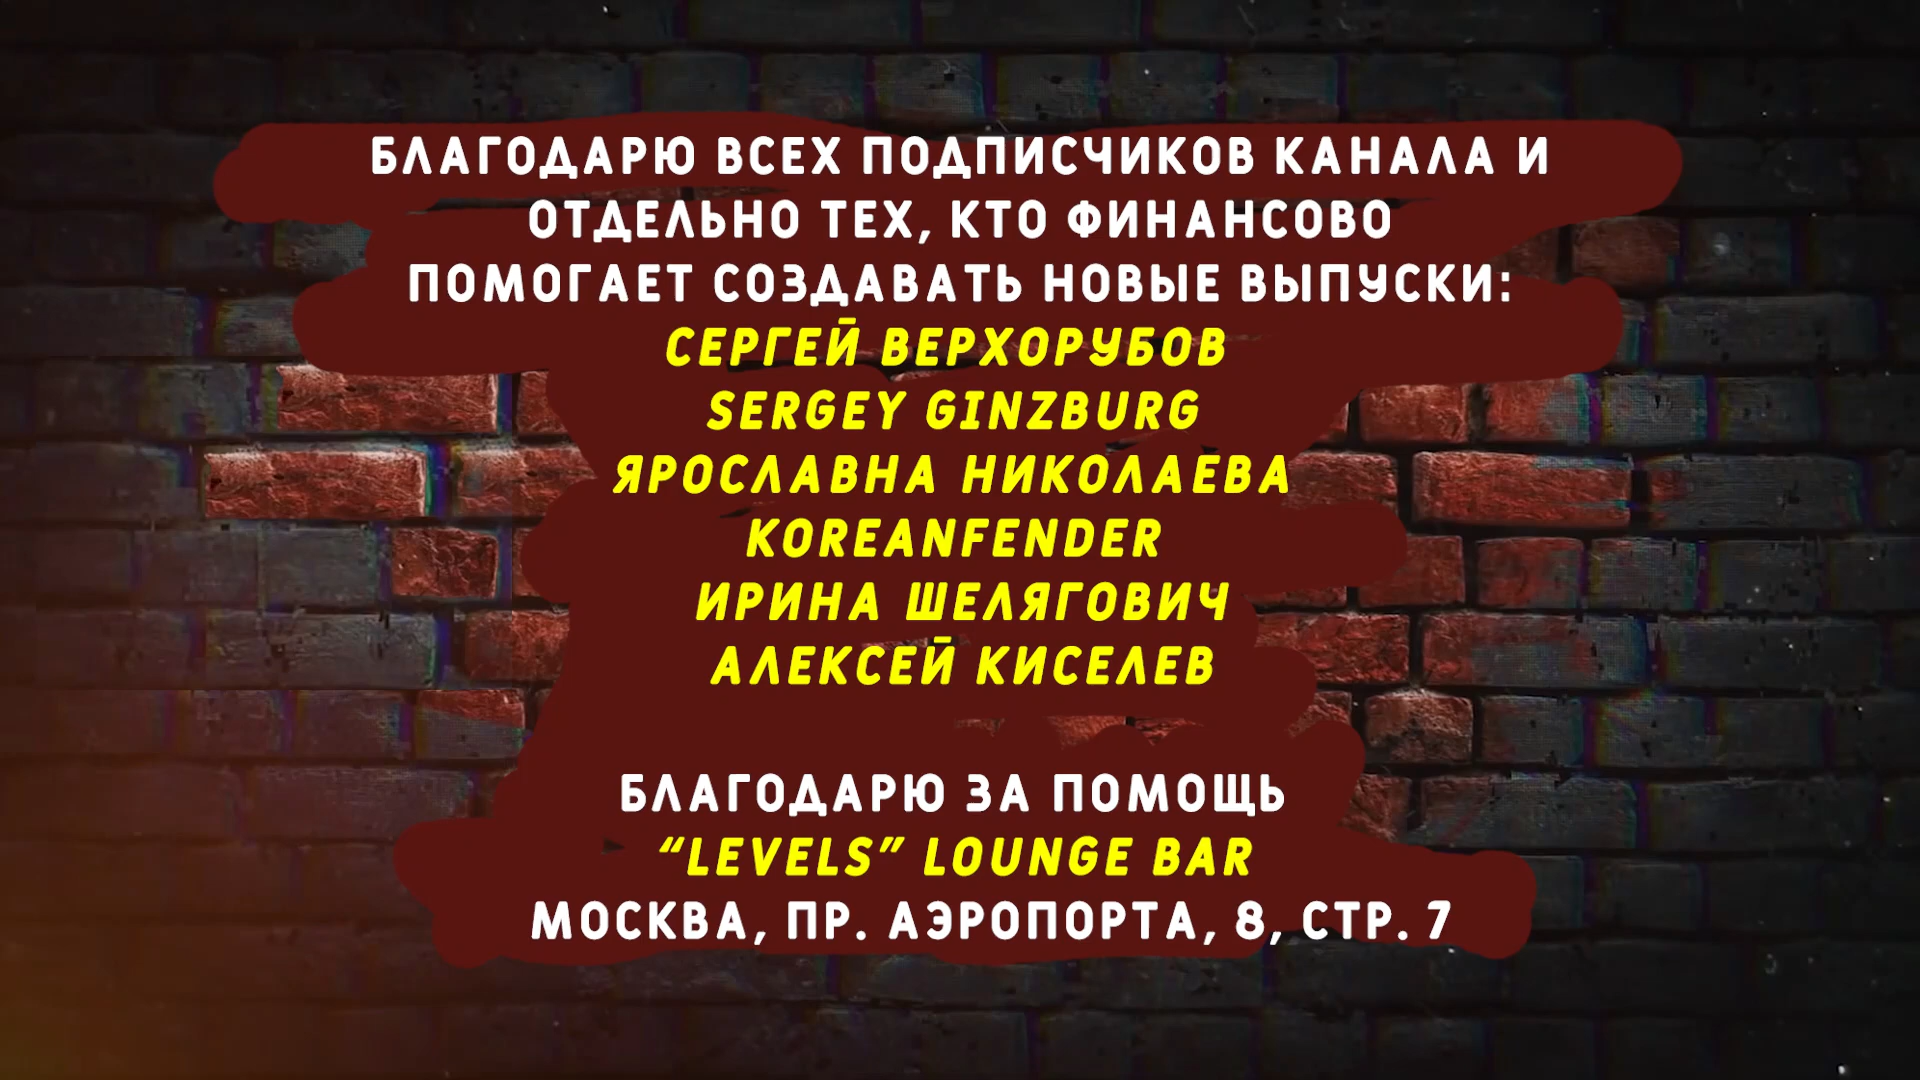 БЛАГОДАРЮ ВСЕХ ПОДПИСЧИКОВ КАНАЛА И
ОТДЕЛЬНО ТЕХ, КТО ФИНАНСОВО
ПОМОГАЕТ СОЗДАВАТЬ НОВЫЕ ВЫПУСКИ:
СЕРГЕЙ ВЕРХОРУБОВ
SERGEY GINZBURG
ЯРОСЛАВНА НИКОЛАЕВА
KOREANFENDER
ИРИНА ШЕЛЯГОВИЧ
АЛЕКСЕЙ КИСЕЛЕВ
БЛАГОДАРЮ ЗА ПОМОЩЬ
“LEVELS” LOUNGE BAR
МОСКВА, ПР. АЭРОПОРТА, 8, СТР. 7